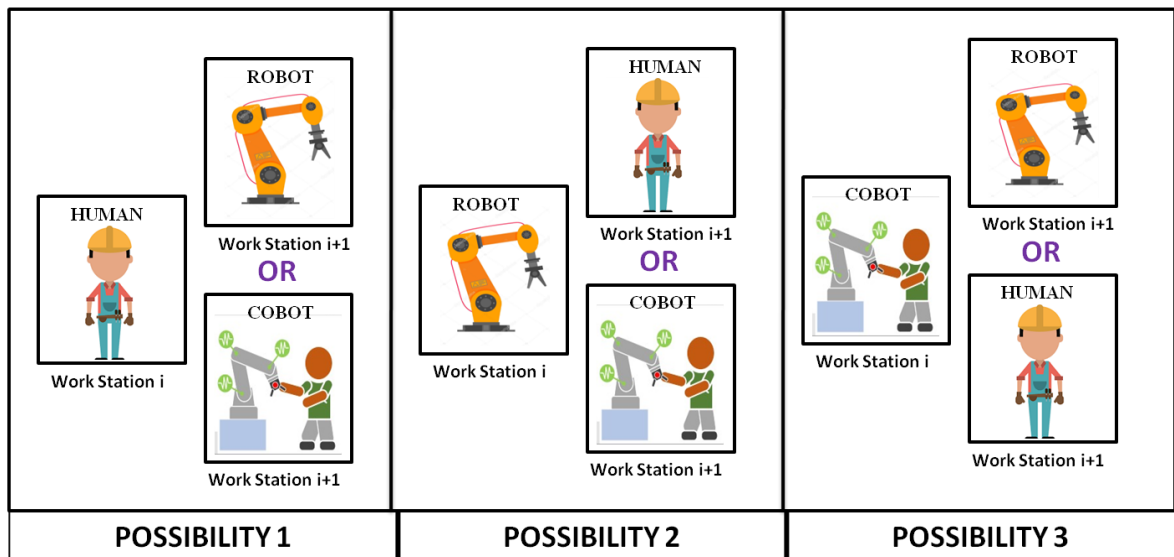 ROBOT
HUMAN
Work Station i
Work Station i+1
OR
COBOT
Work Station i+1
POSSIBILITY 1
HUMAN
ROBOT
Work Station i
Work Station i+1
OR
COBOT
Work Station i+1
POSSIBILITY 2
ROBOT
COBOT
Work Station i
Work Station i+1
OR
HUMAN
Work Station i+1
POSSIBILITY 3